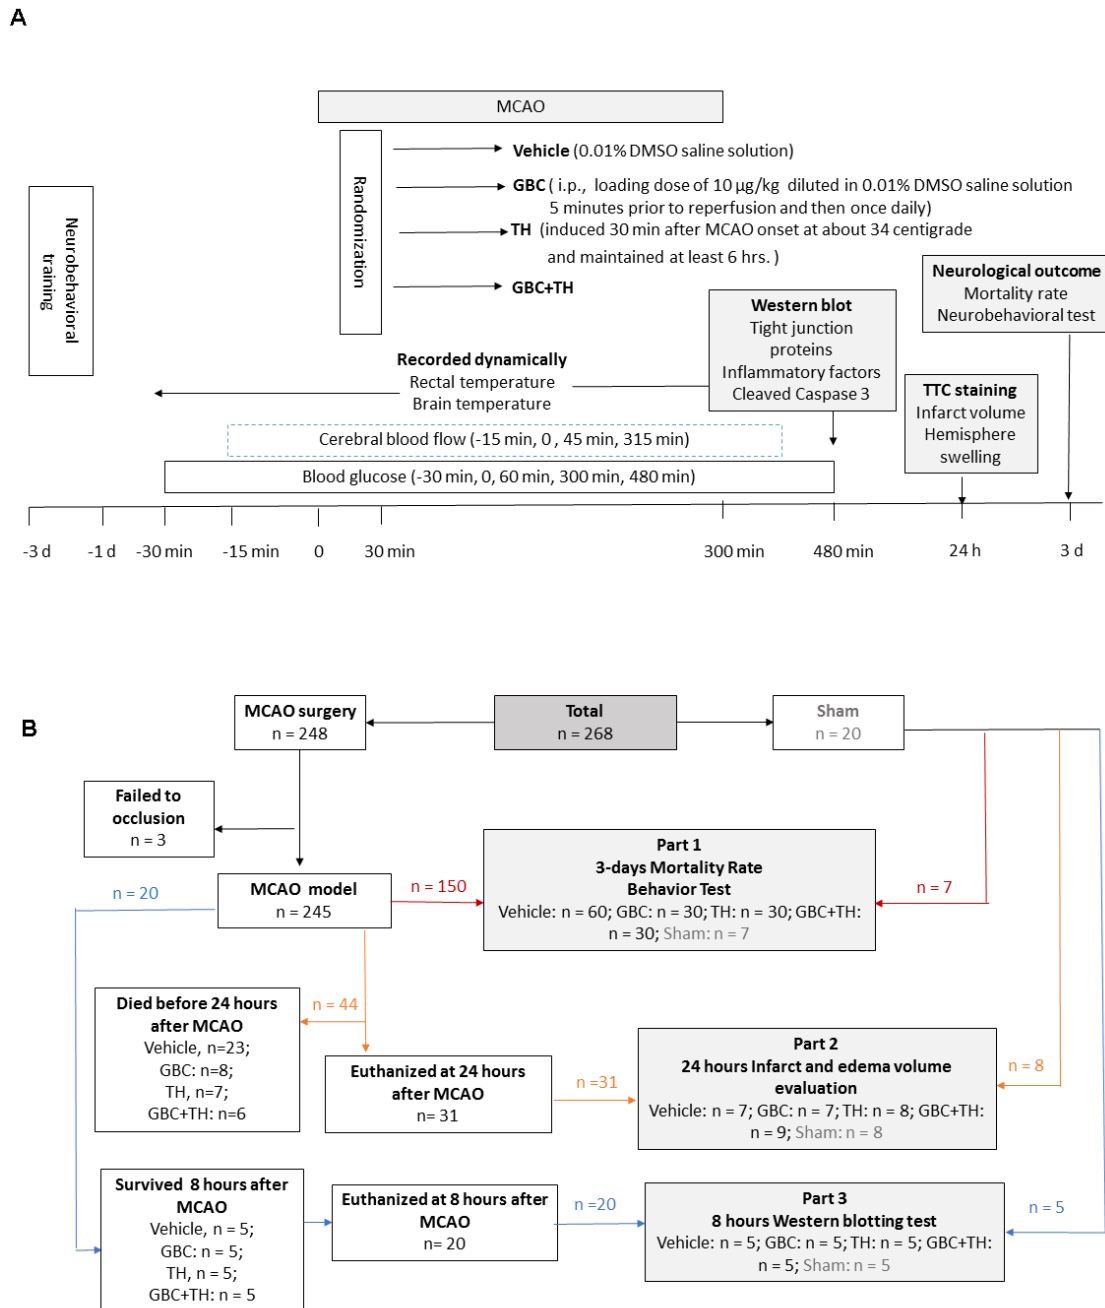 A
MCAO
Neurobehavioral
training
Randomization
Vehicle (0.01% DMSO saline solution)
GBC ( i.p., loading dose of 10 µg/kg diluted in 0.01% DMSO saline solution
5 minutes prior to reperfusion and then once daily)
TH (induced 30 min after MCAO onset at about 34 centigrade
and maintained at least 6 hrs. )
GBC+TH
Recorded dynamically
Rectal temperature
Brain temperature
Western blot
Tight junction
proteins
Inflammatory factors
Cleaved Caspase 3
Neurological outcome
Mortality rate
Neurobehavioral test
TTC staining
Infarct volume
Hemisphere
swelling
Cerebral blood flow (-15 min, 0 , 45 min, 315 min)
Blood glucose (-30 min, 0, 60 min, 300 min, 480 min)
-3 d -1 d -30 min -15 min 0 30 min 300 min 480 min 24 h 3 d
B
MCAO surgery
n = 248
Total
n = 268
Sham
n = 20
Failed to
occlusion
n = 3
MCAO model
n = 245
n = 20
n = 150
Part 1
3-days Mortality Rate
Behavior Test
Vehicle: n = 60; GBC: n = 30; TH: n = 30; GBC+TH:
n = 30; Sham: n = 7
n = 7
Died before 24 hours
after MCAO
Vehicle, n=23;
GBC: n=8;
TH, n=7;
GBC+TH: n=6
n = 44
Euthanized at 24 hours
after MCAO
n= 31
n =31
Part 2
24 hours Infarct and edema volume
evaluation
Vehicle: n = 7; GBC: n = 7; TH: n = 8; GBC+TH:
n = 9; Sham: n = 8
n = 8
Survived 8 hours after
MCAO
Vehicle, n = 5;
GBC: n = 5;
TH, n = 5;
GBC+TH: n = 5
Euthanized at 8 hours after
MCAO
n= 20
n =20
Part 3
8 hours Western blotting test
Vehicle: n = 5; GBC: n = 5; TH: n = 5; GBC+TH:
n = 5; Sham: n = 5
n = 5